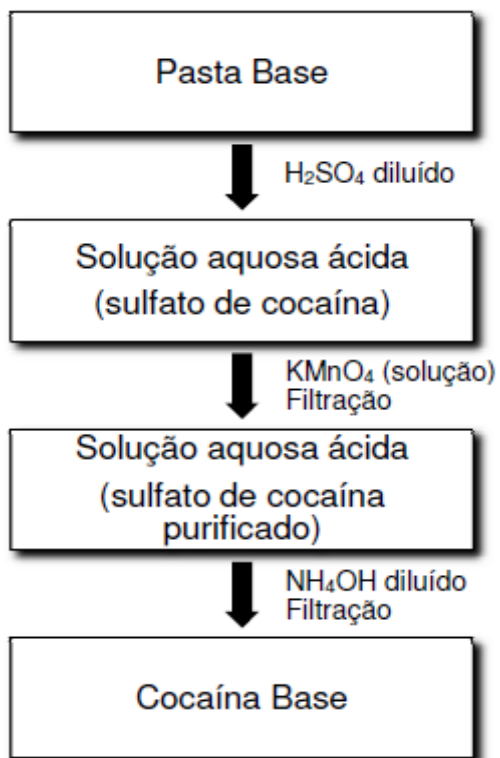 Pasta Base
H₂SO₄ diluído
Solução aquosa ácida
(sulfato de cocaína)
KMnO₄ (solução)
Filtração
Solução aquosa ácida
(sulfato de cocaína
purificado)
NH₄OH diluído
Filtração
Cocaína Base